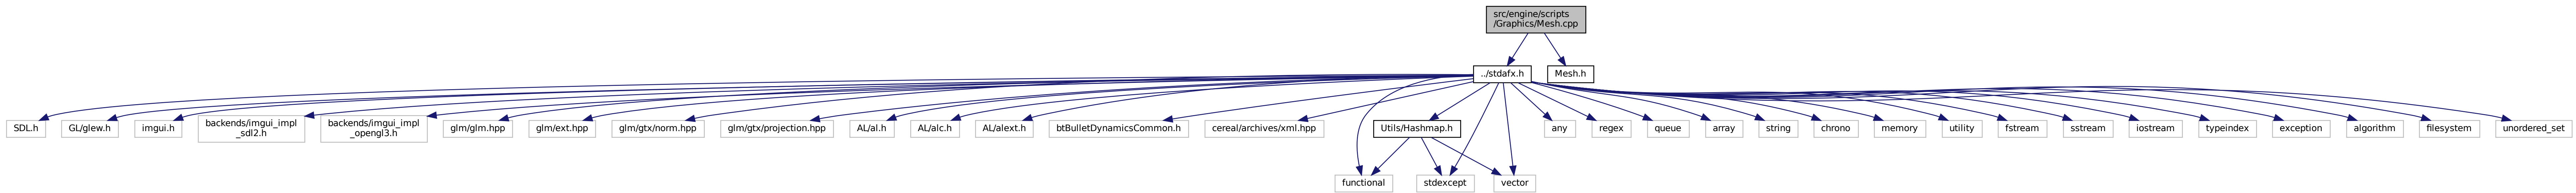 src/engine/scripts
/Graphics/Mesh.cpp
../stdafx.h
Mesh.h
SDL.h
GL/glew.h
imgui.h
backends/imgui_impl
_sdl2.h
backends/imgui_impl
_opengl3.h
glm/glm.hpp
glm/ext.hpp
glm/gtx/norm.hpp
glm/gtx/projection.hpp
AL/al.h
AL/alc.h
AL/alext.h
btBulletDynamicsCommon.h
cereal/archives/xml.hpp
Utils/Hashmap.h
any
regex
queue
array
string
chrono
memory
utility
fstream
sstream
iostream
typeindex
exception
algorithm
filesystem
unordered_set
functional
stdexcept
vector